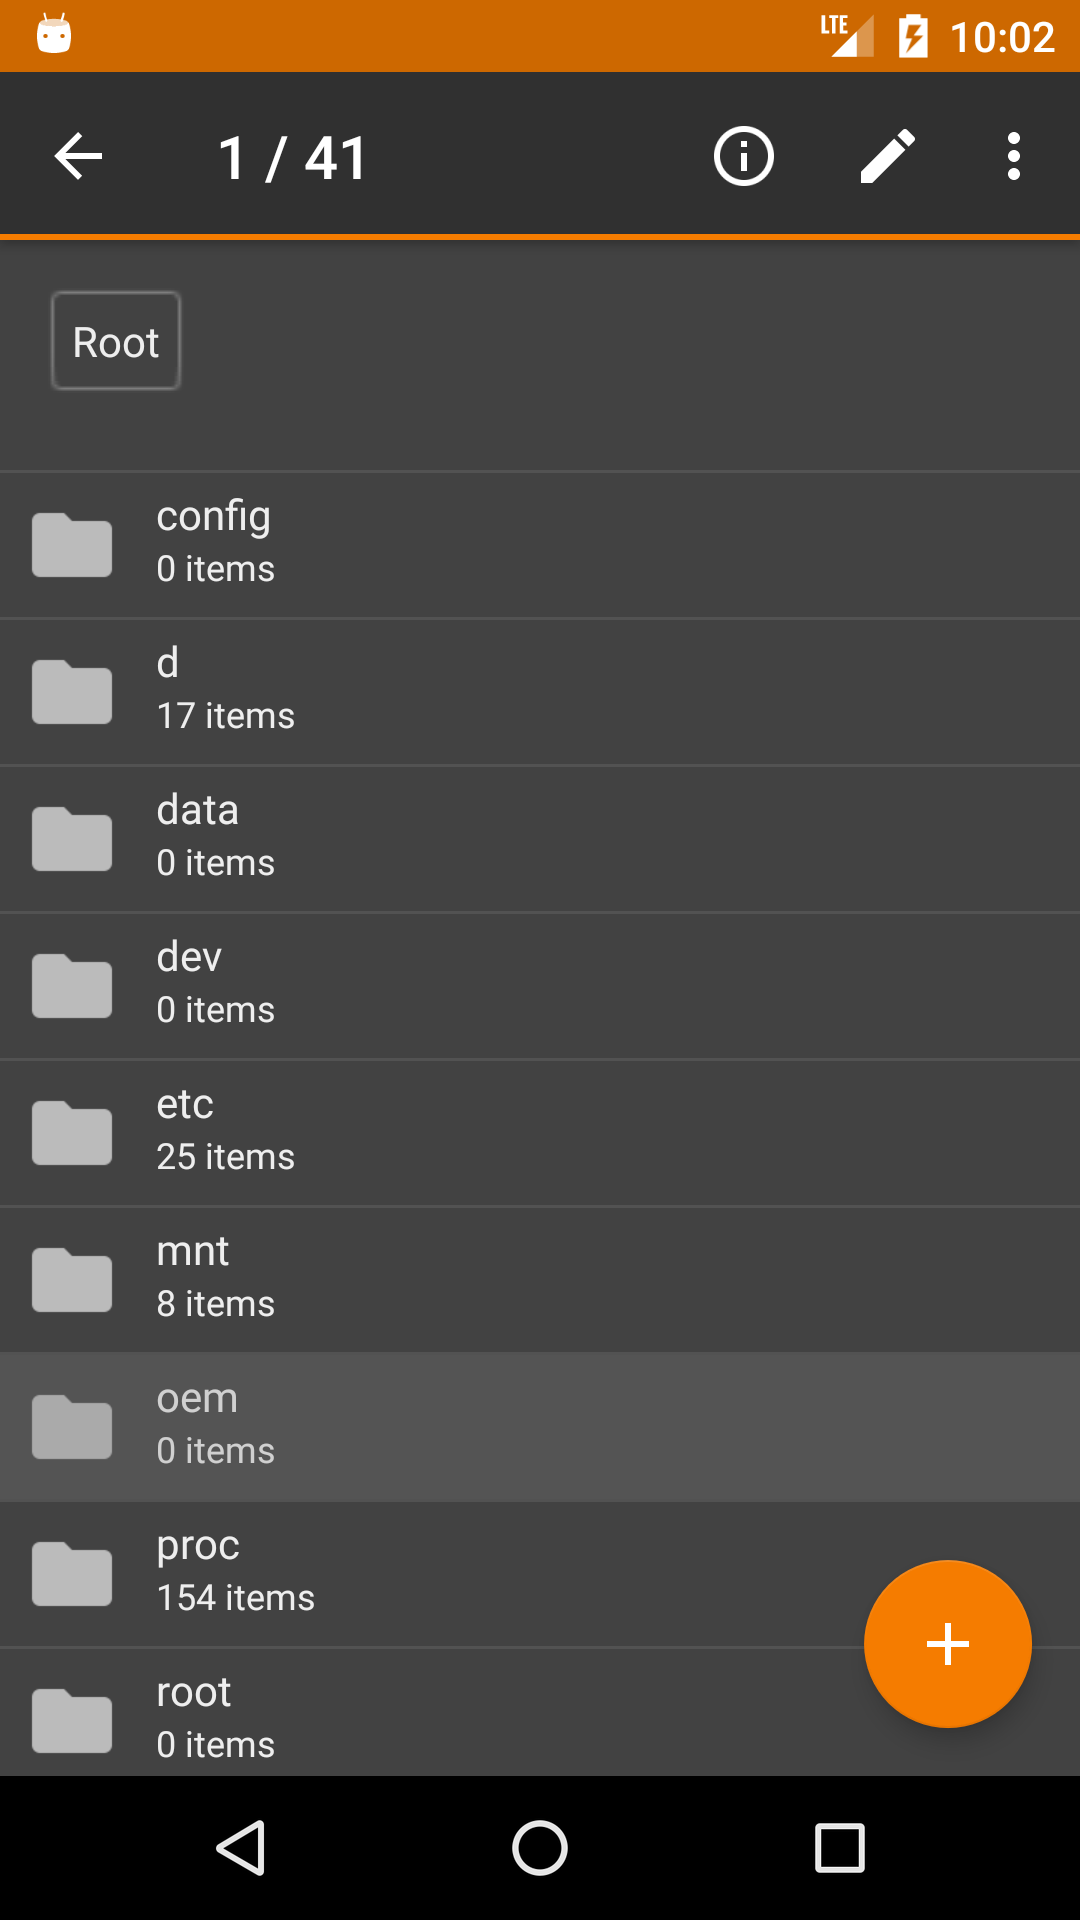 LTE 10:02
1 / 41
Root
config
0 items
d
17 items
data
0 items
dev
0 items
etc
25 items
mnt
8 items
oem
0 items
proc
154 items
root
0 items